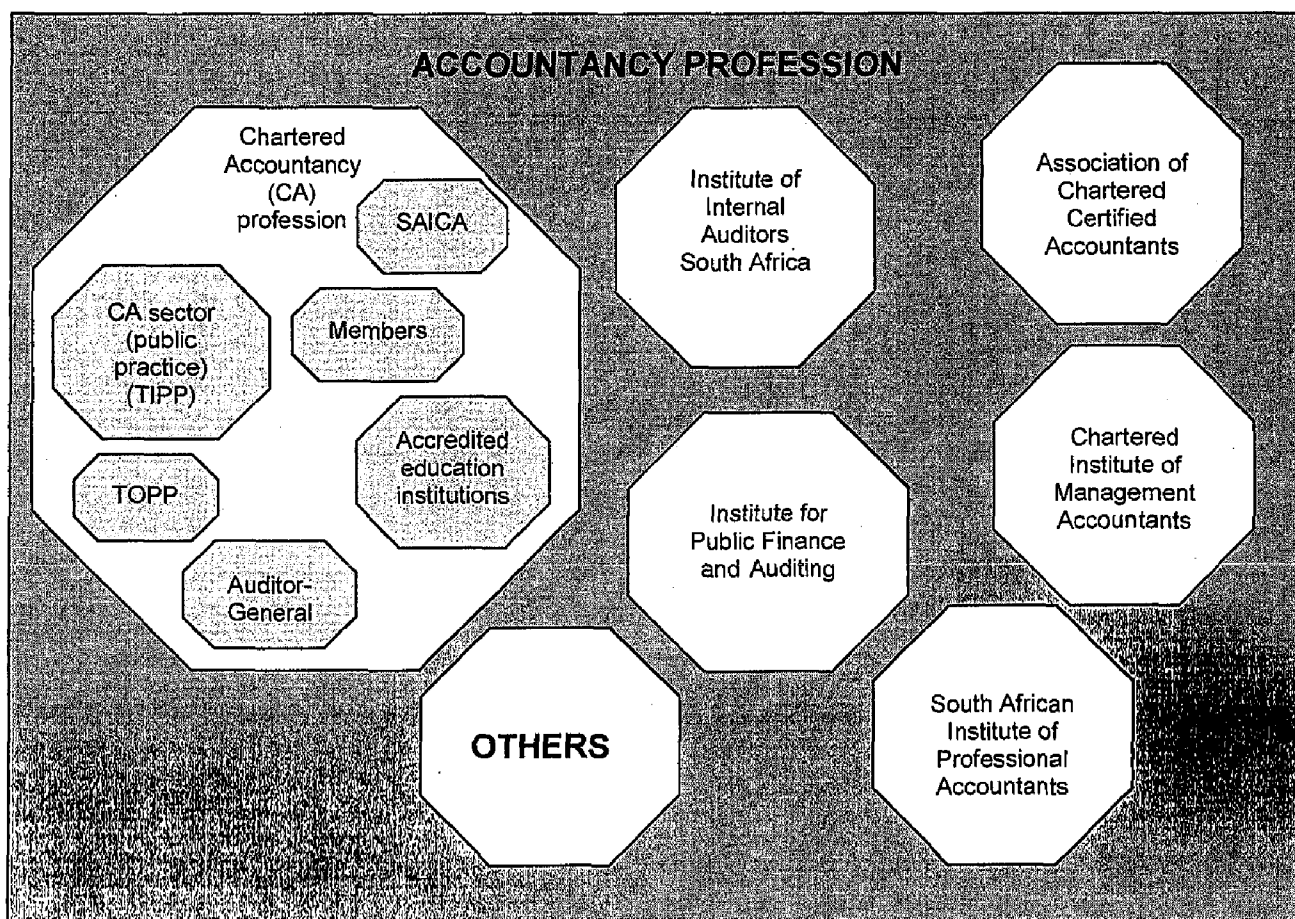 ACCOUNTANCY PROFESSION
Chartered
Accountancy
(CA)
profession
SAICA
CA sector
(public
practice)
(TIPP)
Members
Accredited
education
institutions
TOPP
Auditor-
General
Institute of
Internal
Auditors
South Africa
Association of
Chartered
Certified
Accountants
Institute for
Public Finance
and Auditing
Chartered
Institute of
Management
Accountants
OTHERS
South African
Institute of
Professional
Accountants